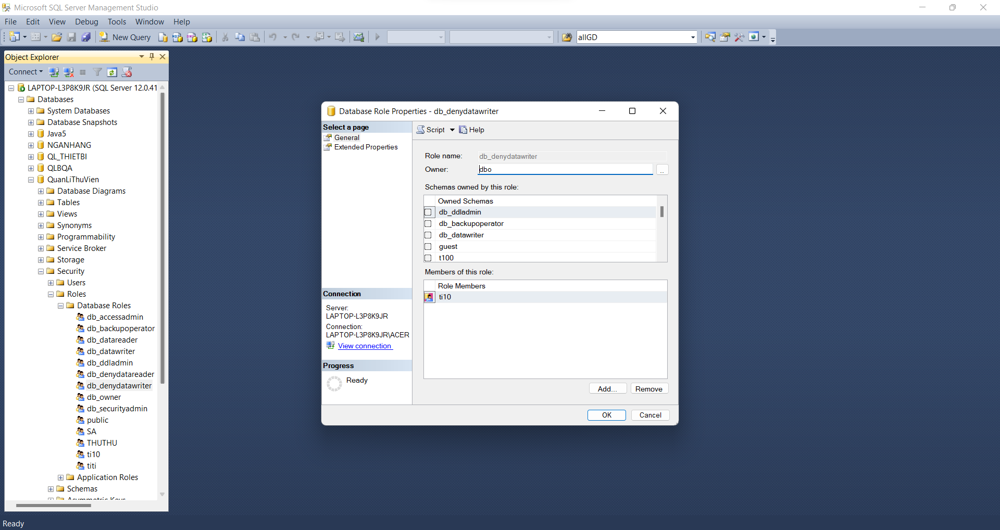 Microsoft SQL Server Management Studio
File Edit View Debug Tools Window Help
New Query
allGD
Object Explorer
Connect
LAPTOP-L3P8K9JR (SQL Server 12.0.41
Databases
System Databases
Database Snapshots
Java5
NGANHANG
QL_THIETBI
QLBQA
QuanLiThuVien
Database Diagrams
Tables
Views
Synonyms
Programmability
Service Broker
Storage
Security
Users
Roles
Database Roles
db_accessadmin
db_backupoperator
db_datareader
db_datawriter
db_ddladmin
db_denydatareader
db_denydatawriter
db_owner
db_securityadmin
public
SA
THUTHU
ti10
titi
Application Roles
Schemas
Asymmetric Keys
Database Role Properties - db_denydatawriter
Select a page
General
Extended Properties
Connection
Server:
LAPTOP-L3P8K9JR
Connection:
LAPTOP-L3P8K9JR\ACER
View connection
Progress
Ready
Script Help
Role name: db_denydatawriter
Owner: dbo ..
Schemas owned by this role:
Owned Schemas
db_ddladmin
db_backupoperator
db_datawriter
guest
t100
Members of this role:
Role Members
ti10
Add... Remove
OK Cancel
Ready